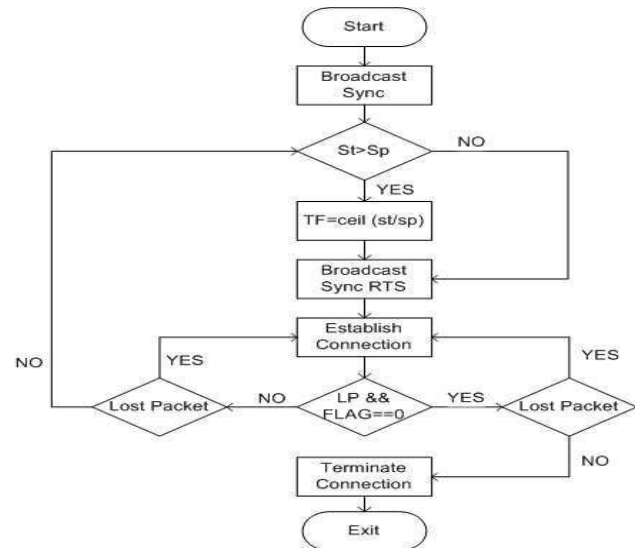 Start
Broadcast
Sync
St>Sp
NO
YES
TF=ceil (st/sp)
Broadcast
Sync RTS
Establish
Connection
YES
YES
NO
Lost Packet
NO
LP &&
FLAG==0
YES
Lost Packet
NO
Terminate
Connection
Exit